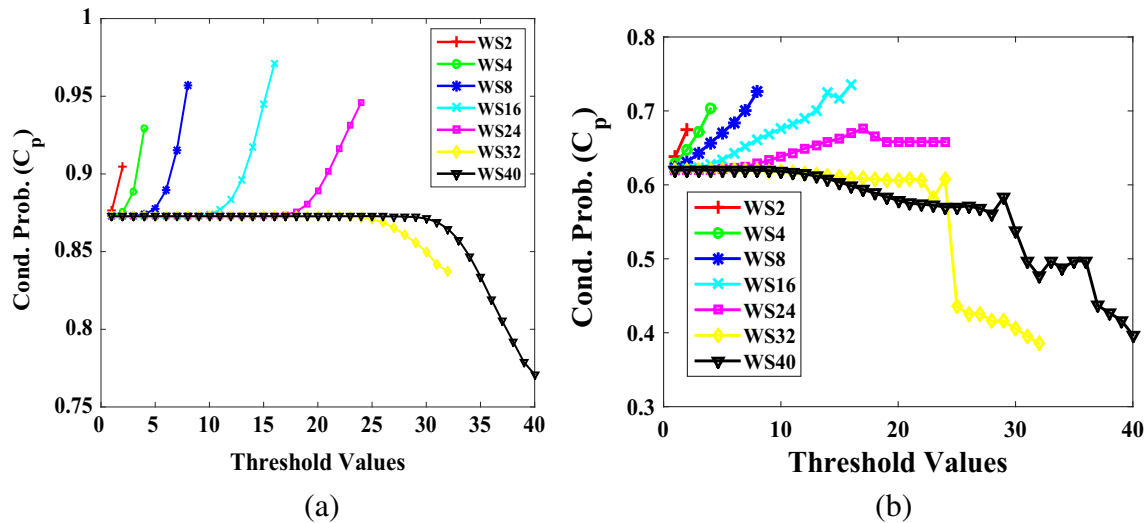 1
0.95
0.9
0.85
0.8
0.75
Cond. Prob. (C_p)
0 5 10 15 20 25 30 35 40
Threshold Values
WS2
WS4
WS8
WS16
WS24
WS32
WS40
(a)
0.8
0.7
0.6
0.5
0.4
0.3
Cond. Prob. (C_p)
0 10 20 30 40
Threshold Values
WS2
WS4
WS8
WS16
WS24
WS32
WS40
(b)